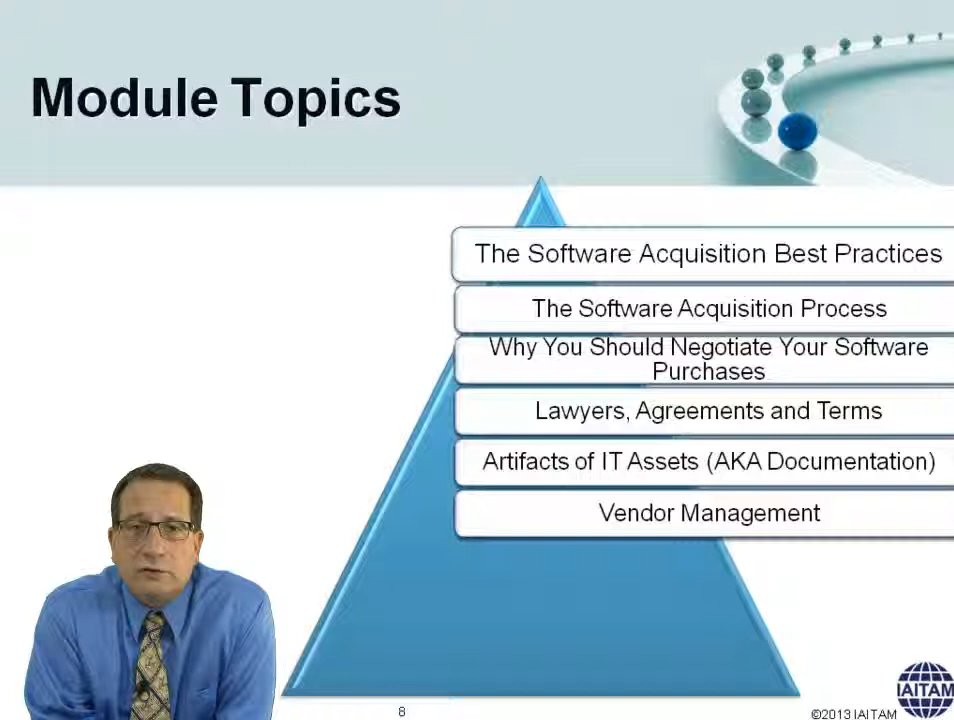 Module Topics
The Software Acquisition Best Practices
The Software Acquisition Process
Why You Should Negotiate Your Software
Purchases
Lawyers, Agreements and Terms
Artifacts of IT Assets (AKA Documentation)
Vendor Management
IAITAM
8
©2013 IAITAM